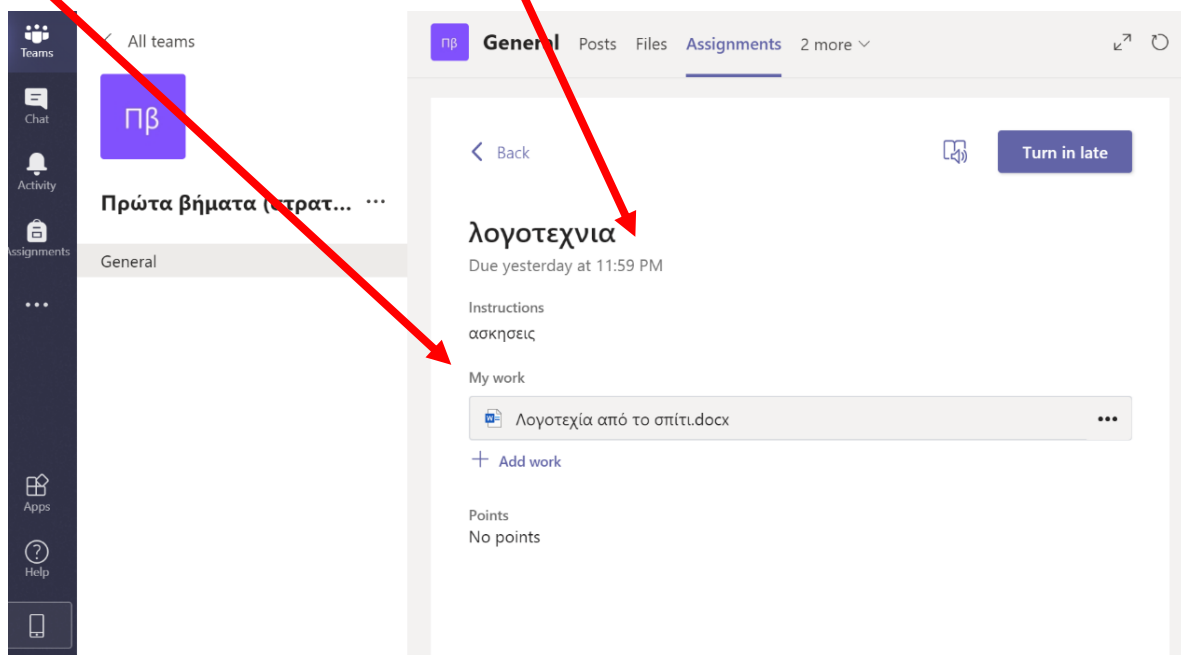 Teams
Chat
Activity
Assignments
Apps
Help
All teams
Πβ
Πρώτα βήματα (στρατ... ...
General
Πβ General Posts Files Assignments 2 more
Back
Turn in late
λογοτεχνια
Due yesterday at 11:59 PM
Instructions
ασκησεις
My work
Λογοτεχία από το σπίτι.docx
+ Add work
Points
No points